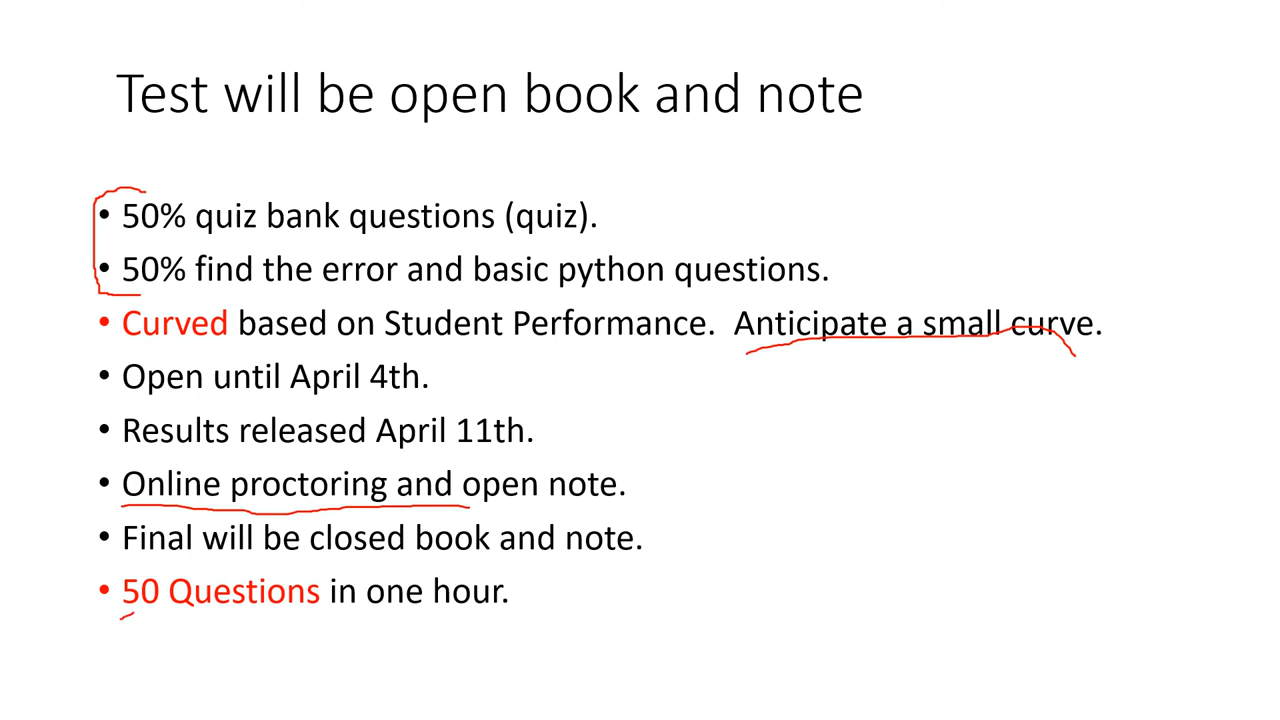 Test will be open book and note
• 50% quiz bank questions (quiz).
• 50% find the error and basic python questions.
• Curved based on Student Performance.  Anticipate a small curve.
• Open until April 4th.
• Results released April 11th.
• Online proctoring and open note.
• Final will be closed book and note.
• 50 Questions in one hour.